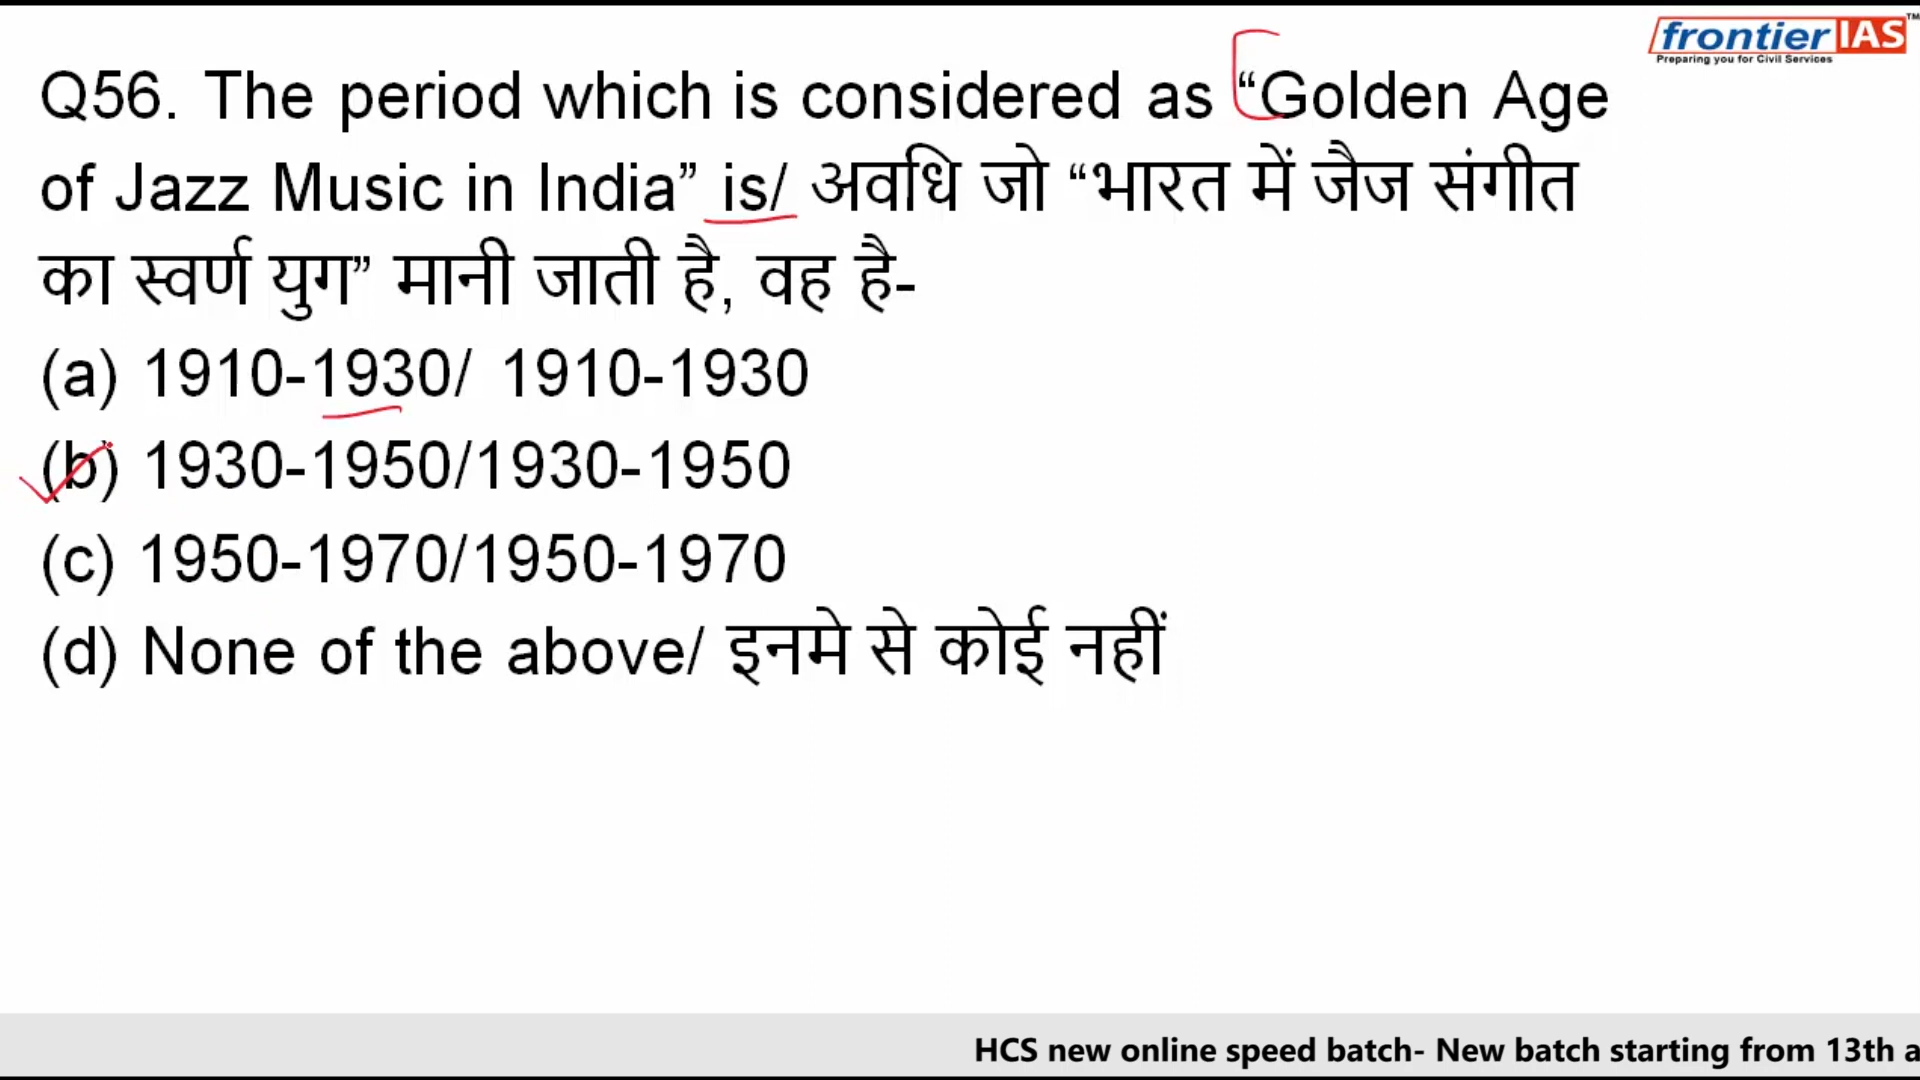 frontier IAS™
Preparing you for Civil Services
Q56. The period which is considered as “Golden Age
of Jazz Music in India” is/ अवधि जो “भारत में जैज संगीत
का स्वर्ण युग” मानी जाती है, वह है-
(a) 1910-1930/ 1910-1930
(b) 1930-1950/1930-1950
(c) 1950-1970/1950-1970
(d) None of the above/ इनमे से कोई नहीं
HCS new online speed batch- New batch starting from 13th a